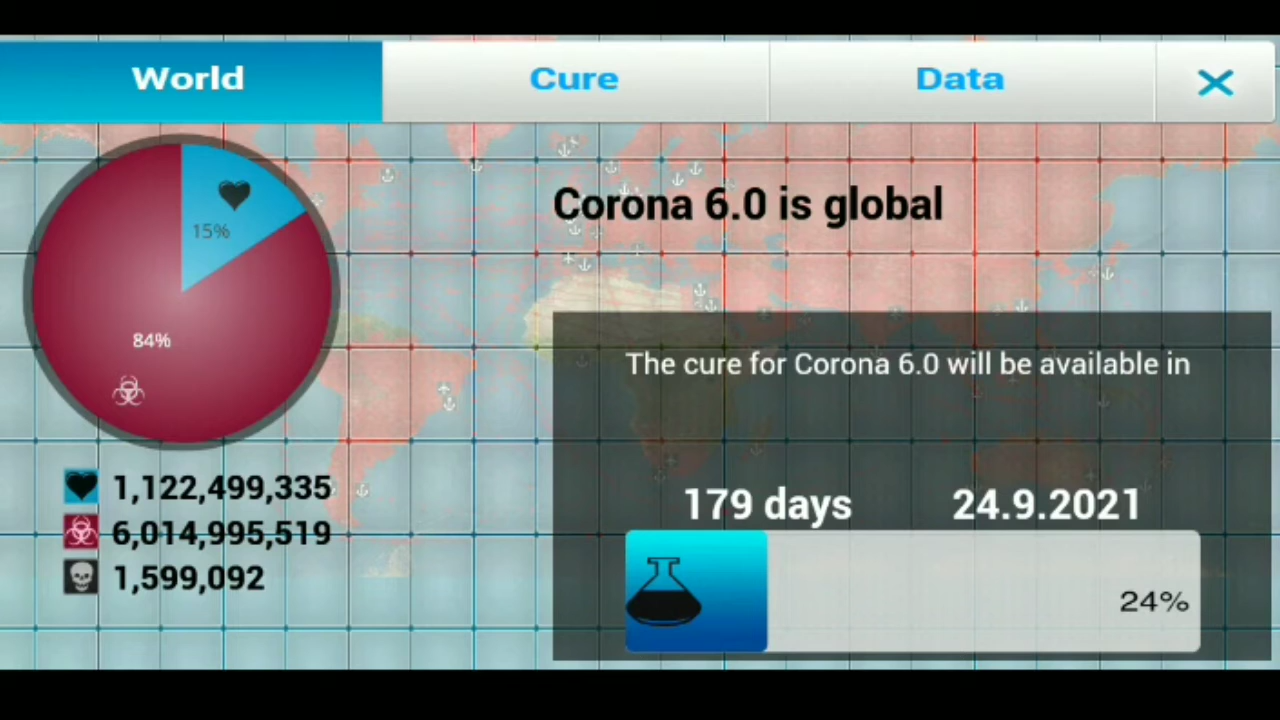 World
Cure
Data
15%
84%
1,122,499,335
6,014,995,519
1,599,092
Corona 6.0 is global
The cure for Corona 6.0 will be available in
179 days
24.9.2021
24%